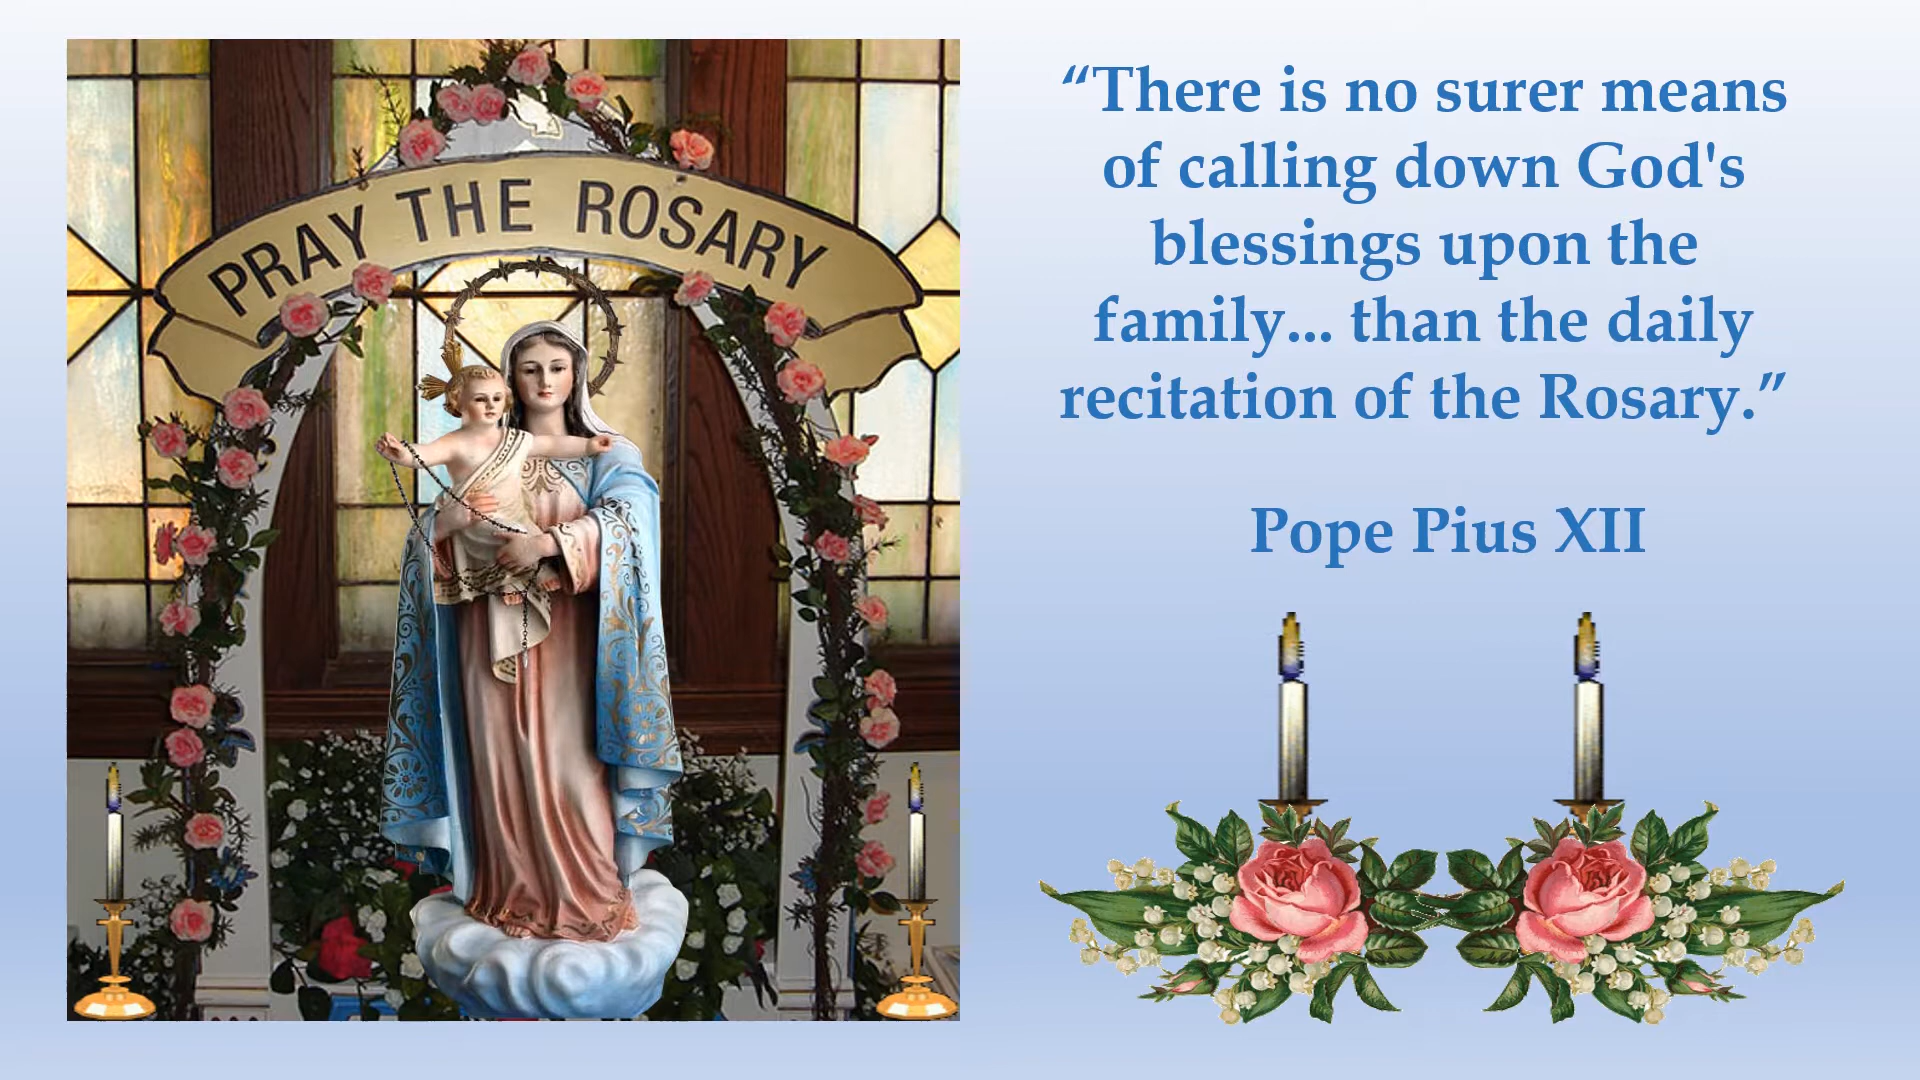 PRAY THE ROSARY
“There is no surer means
of calling down God's
blessings upon the
family... than the daily
recitation of the Rosary.”
Pope Pius XII